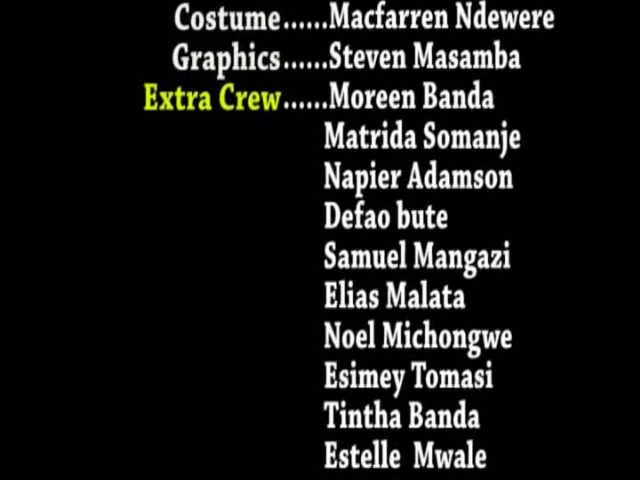 Costume......Macfarren Ndewere
Graphics......Steven Masamba
Extra Crew......Moreen Banda
Matrida Somanje
Napier Adamson
Defao bute
Samuel Mangazi
Elias Malata
Noel Michongwe
Esimey Tomasi
Tintha Banda
Estelle Mwale